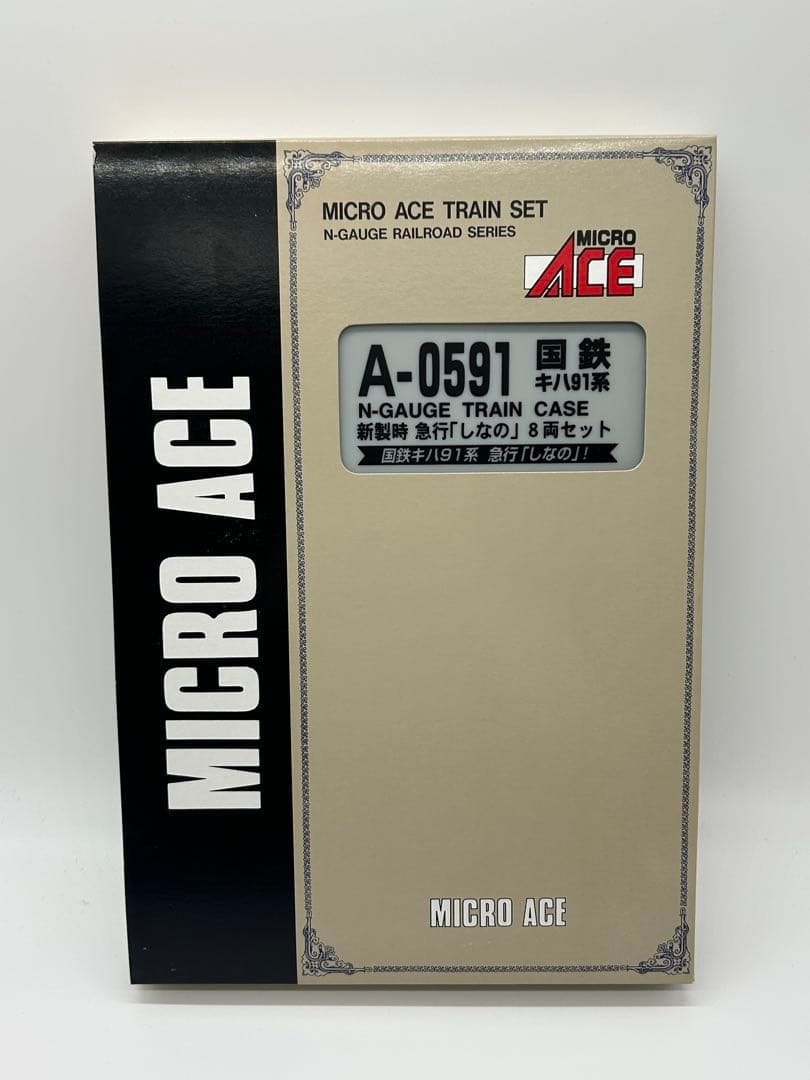 MICRO ACE
MICRO ACE TRAIN SET
N-GAUGE RAILROAD SERIES
MICRO
ACE
A-0591 国鉄
キハ91系
N-GAUGE TRAIN CASE
新製時 急行「しなの」8両セット
国鉄キハ91系 急行「しなの」!
MICRO ACE